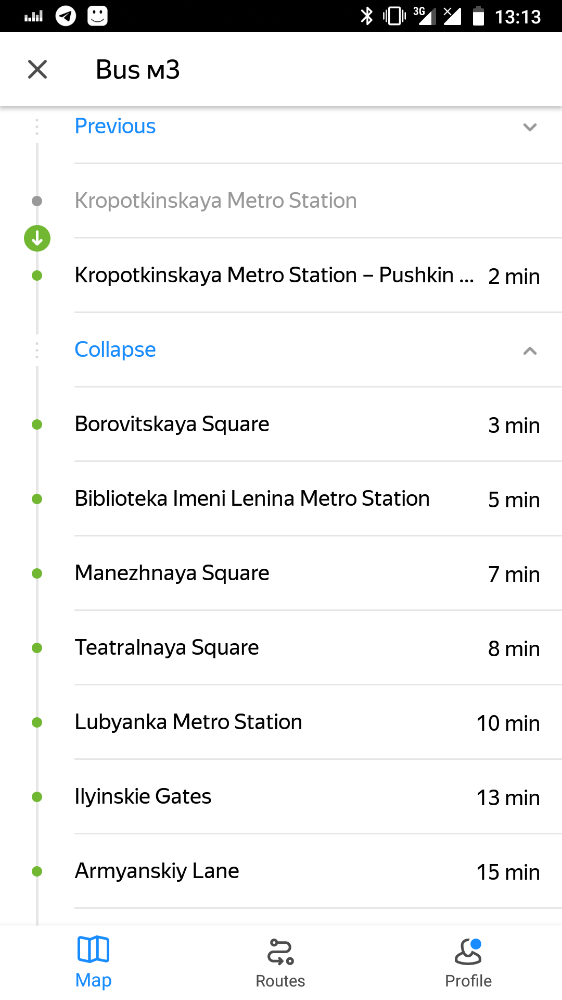 3G 13:13
Bus м3
Previous
Kropotkinskaya Metro Station
Kropotkinskaya Metro Station – Pushkin ... 2 min
Collapse
Borovitskaya Square 3 min
Biblioteka Imeni Lenina Metro Station 5 min
Manezhnaya Square 7 min
Teatralnaya Square 8 min
Lubyanka Metro Station 10 min
Ilyinskie Gates 13 min
Armyanskiy Lane 15 min
Map Routes Profile